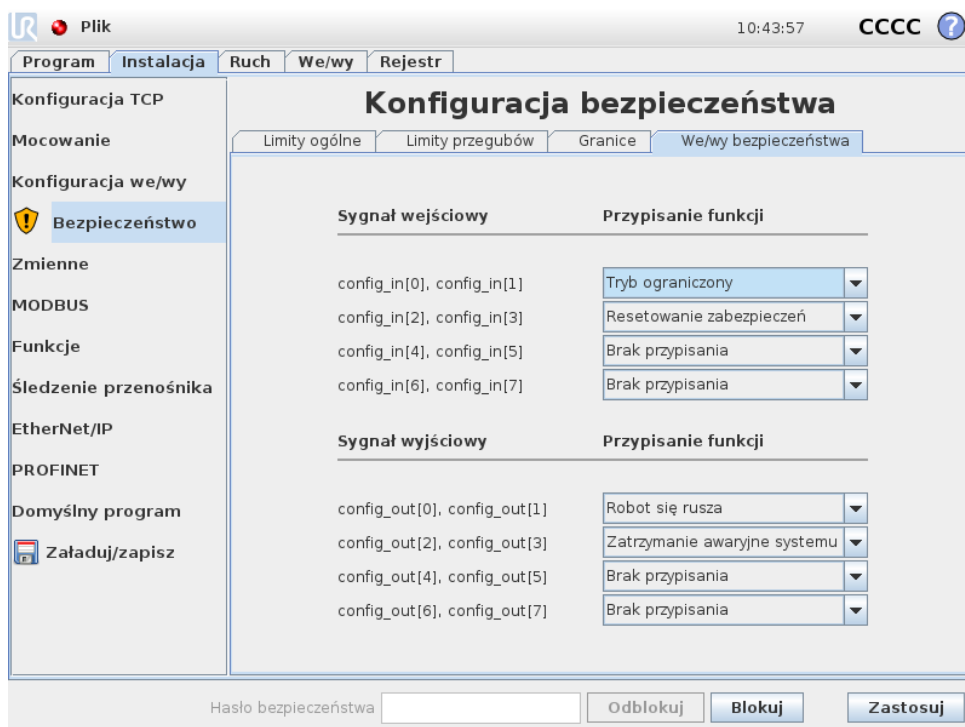 UR Plik 10:43:57 CCCC ?
Program Instalacja Ruch We/wy Rejestr
Konfiguracja TCP
Mocowanie
Konfiguracja we/wy
Bezpieczeństwo
Zmienne
MODBUS
Funkcje
Śledzenie przenośnika
EtherNet/IP
PROFINET
Domyślny program
Załaduj/zapisz
Konfiguracja bezpieczeństwa
Limity ogólne Limity przegubów Granice We/wy bezpieczeństwa
Sygnał wejściowy Przypisanie funkcji
config_in[0], config_in[1] Tryb ograniczony
config_in[2], config_in[3] Resetowanie zabezpieczeń
config_in[4], config_in[5] Brak przypisania
config_in[6], config_in[7] Brak przypisania
Sygnał wyjściowy Przypisanie funkcji
config_out[0], config_out[1] Robot się rusza
config_out[2], config_out[3] Zatrzymanie awaryjne systemu
config_out[4], config_out[5] Brak przypisania
config_out[6], config_out[7] Brak przypisania
Hasło bezpieczeństwa Odblokuj Blokuj Zastosuj